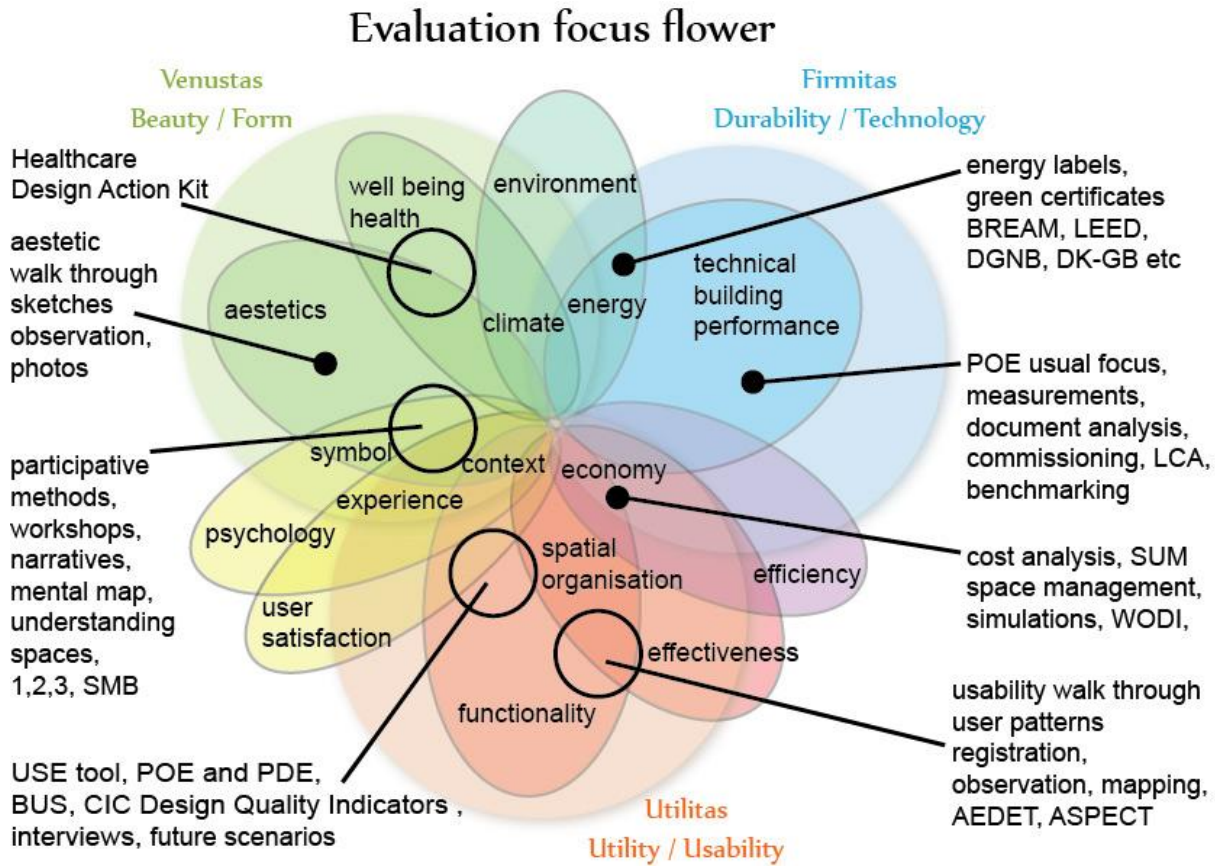 Evaluation focus flower
Venustas
Beauty / Form
Firmitas
Durability / Technology
Healthcare
Design Action Kit
aestetic
walk through
sketches
observation,
photos
participative
methods,
workshops,
narratives,
mental map,
understanding
spaces,
1,2,3, SMB
USE tool, POE and PDE,
BUS, CIC Design Quality Indicators ,
interviews, future scenarios
well being
health
environment
aestetics
climate
energy
technical
building
performance
symbol
context
economy
experience
psychology
user
satisfaction
spatial
organisation
efficiency
effectiveness
functionality
energy labels,
green certificates
BREAM, LEED,
DGNB, DK-GB etc
POE usual focus,
measurements,
document analysis,
commissioning, LCA,
benchmarking
cost analysis, SUM
space management,
simulations, WODI,
usability walk through
user patterns
registration,
observation, mapping,
AEDET, ASPECT
Utilitas
Utility / Usability